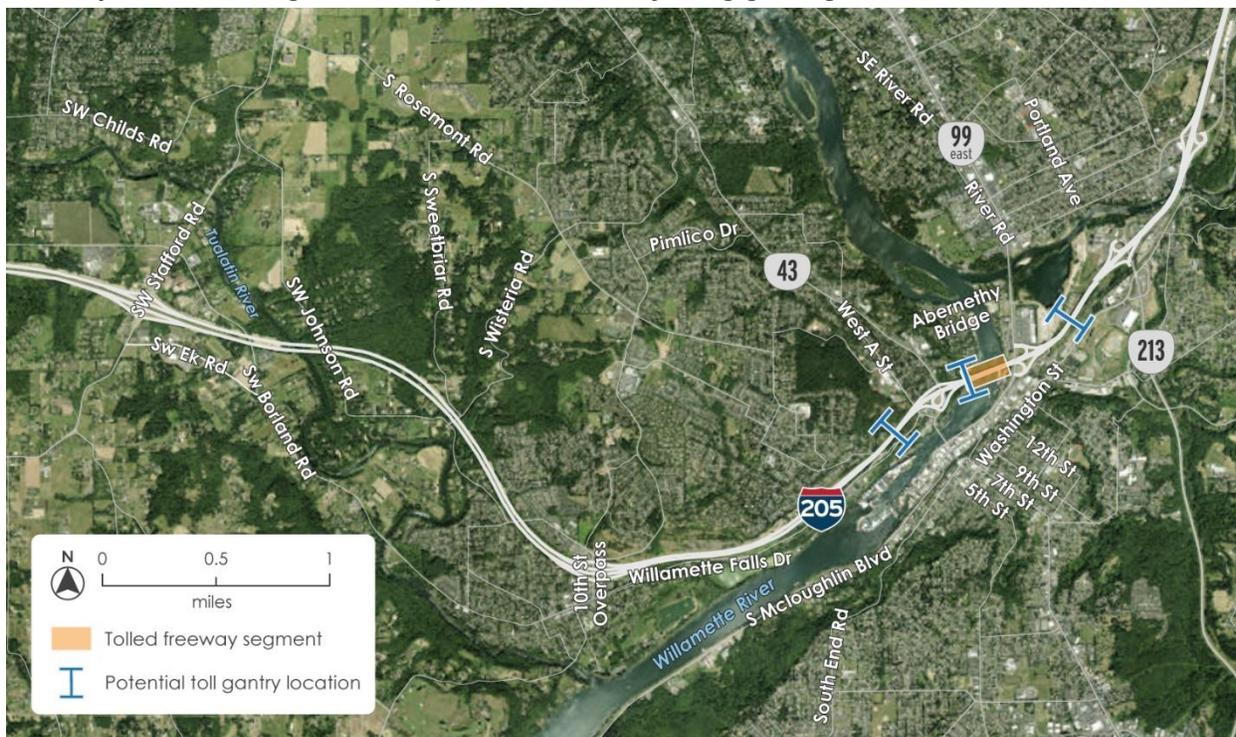 SW Childs Rd
S Rosemont Rd
SE River Rd
99
east
Portland Ave
River Rd
SW Stafford Rd
Tualatin River
S Sweetbriar Rd
Pimlico Dr
43
S Wisteria Rd
SW Johnson Rd
West A St
Abernethy
Bridge
213
Sw Ek Rd
Sw Borland Rd
Washington St
12th St
9th St
7th St
5th St
205
10th St
Overpass
Willamette Falls Dr
Willamette River
S Mcloughlin Blvd
South End Rd
N
0
0.5
1
miles
Tolled freeway segment
Potential toll gantry location